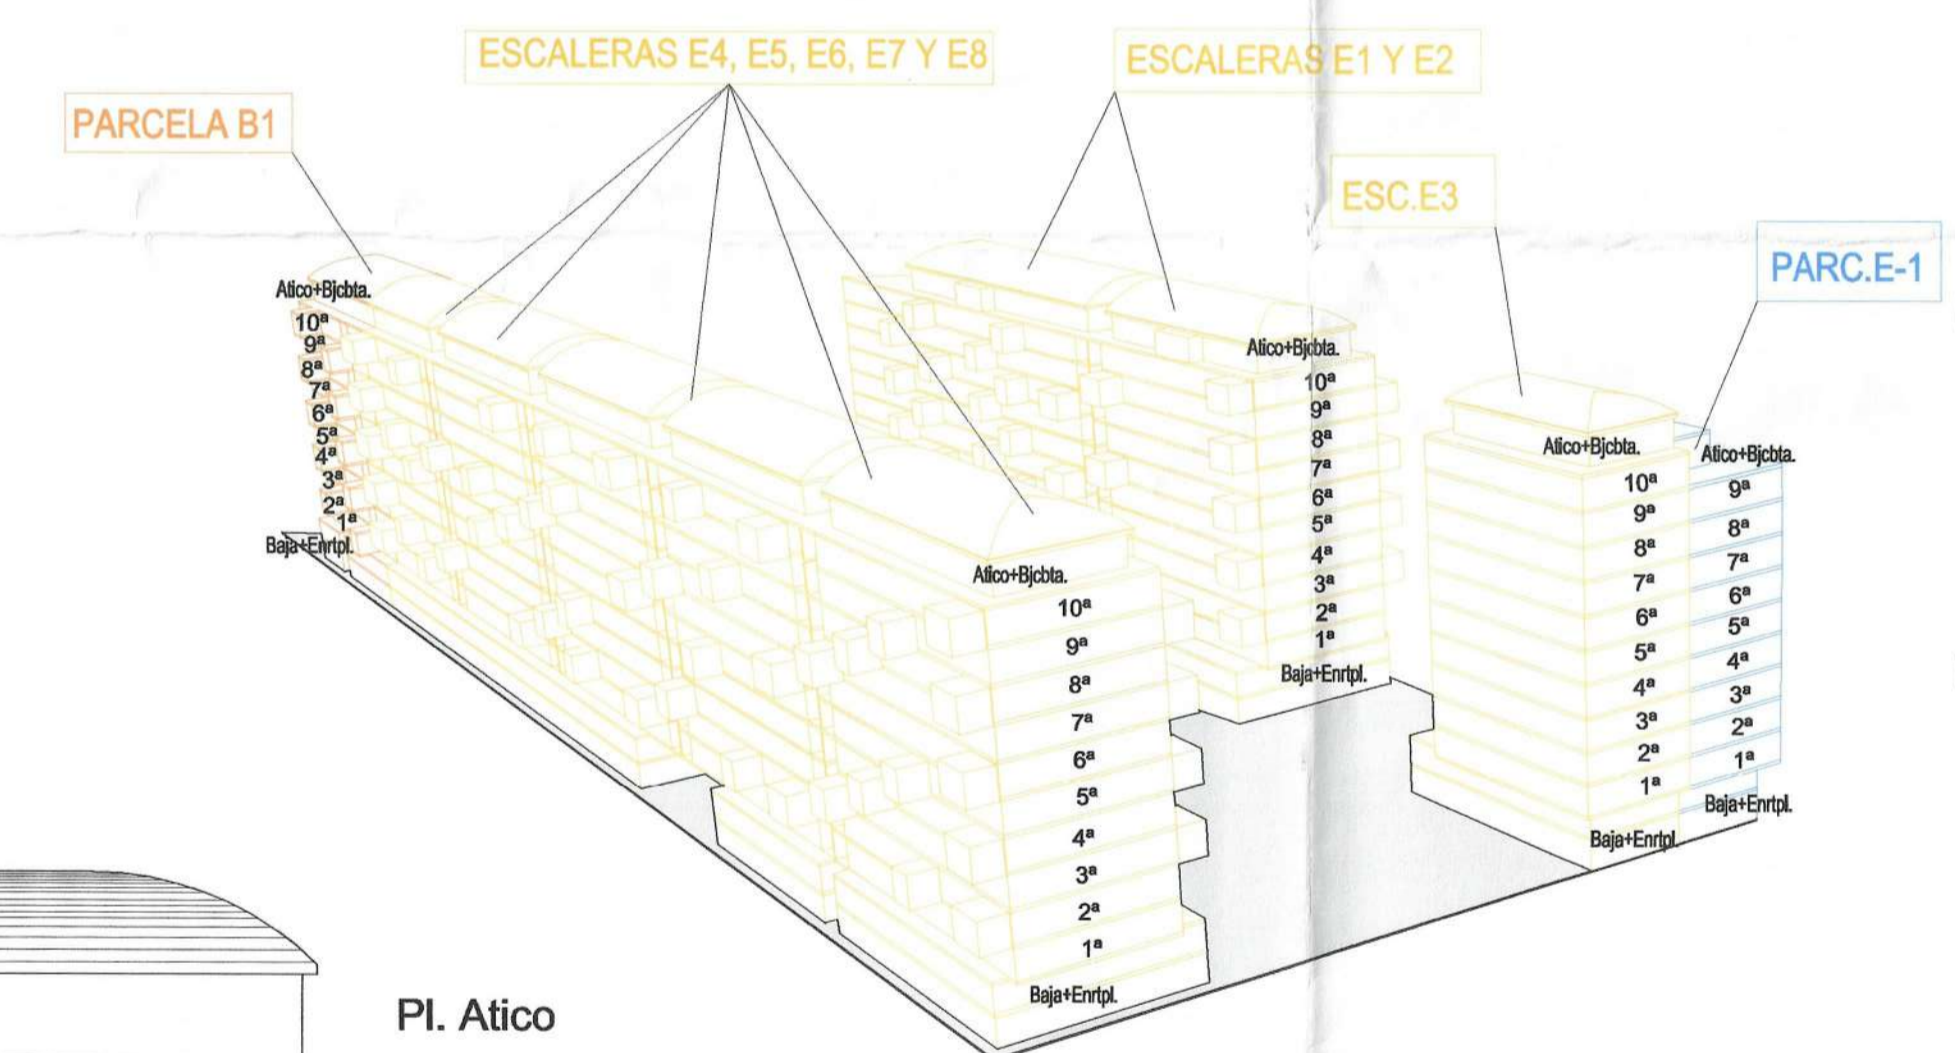 ESCALERAS E4, E5, E6, E7 Y E8
ESCALERAS E1 Y E2
PARCELA B1
ESC.E3
PARC.E-1
Atico+Bjcbta.
10ª
9ª
8ª
7ª
6ª
5ª
4ª
3ª
2ª
1ª
Baja+Enrtpl.
Atico+Bjcbta.
10ª
9ª
8ª
7ª
6ª
5ª
4ª
3ª
2ª
1ª
Baja+Enrtpl.
Atico+Bjcbta.
10ª
9ª
8ª
7ª
6ª
5ª
4ª
3ª
2ª
1ª
Baja+Enrtpl.
Atico+Bjcbta.
10ª
9ª
8ª
7ª
6ª
5ª
4ª
3ª
2ª
1ª
Baja+Enrtpl.
Atico+Bjcbta.
9ª
8ª
7ª
6ª
5ª
4ª
3ª
2ª
1ª
Baja+Enrtpl.
Pl. Atico